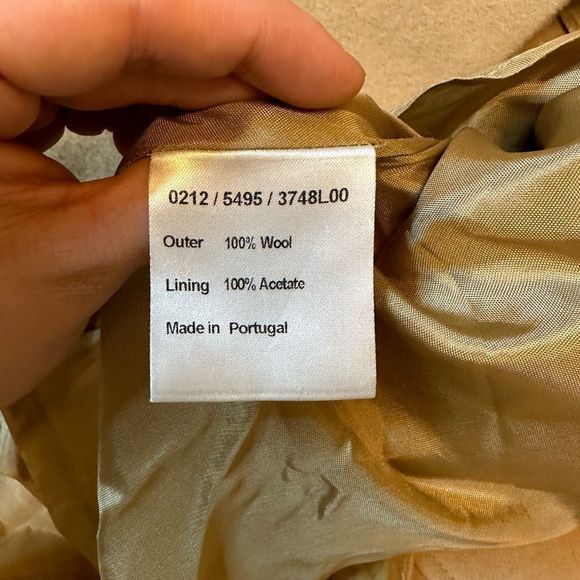 0212 / 5495 / 3748L00
Outer 100% Wool
Lining 100% Acetate
Made in Portugal